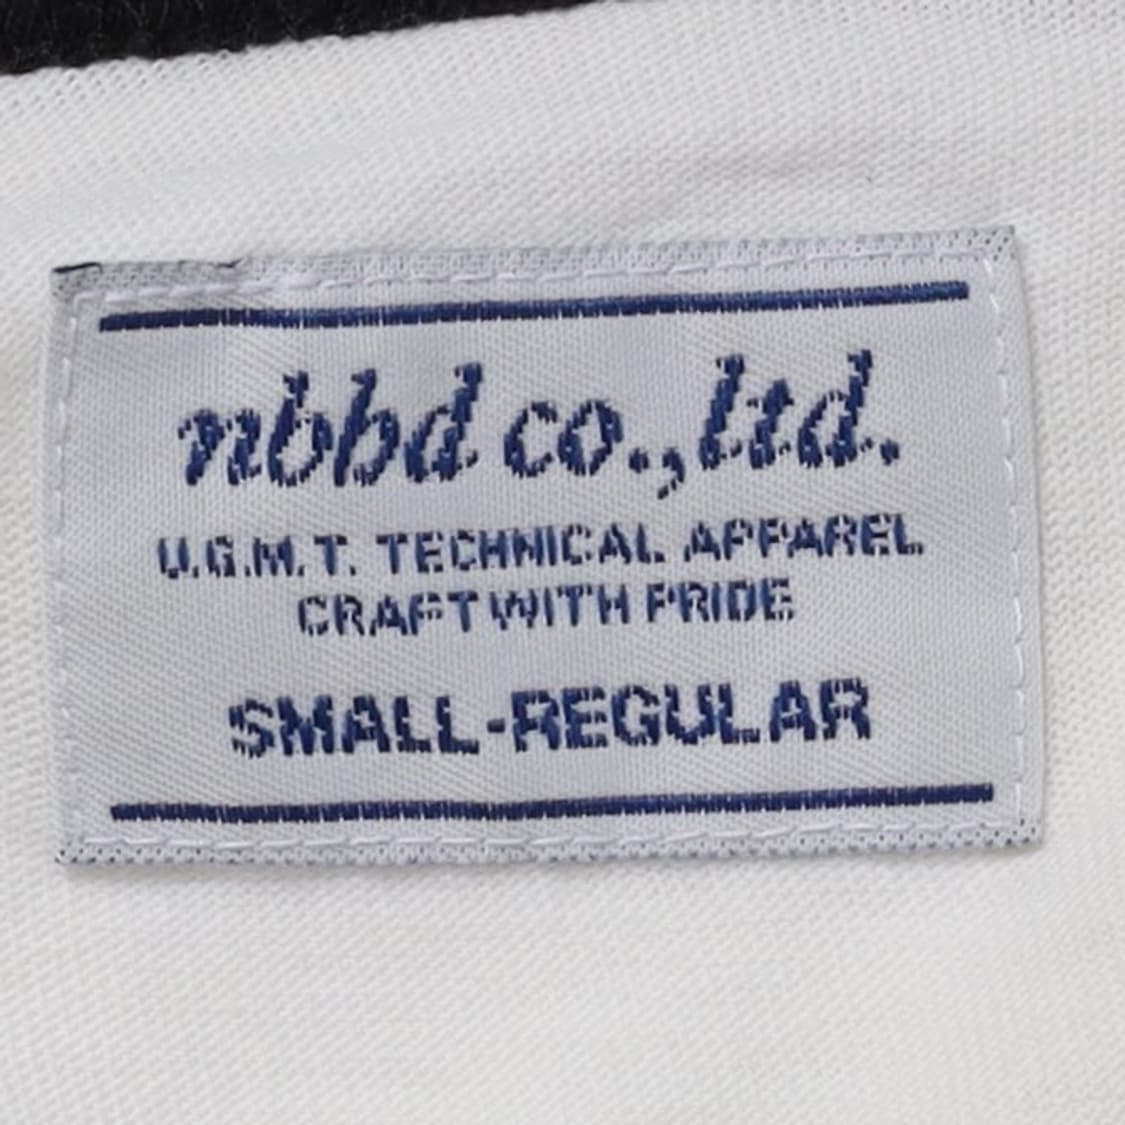 nbbd co., ltd.
U.G.M.T. TECHNICAL APPAREL
CRAFT WITH PRIDE
SMALL-REGULAR